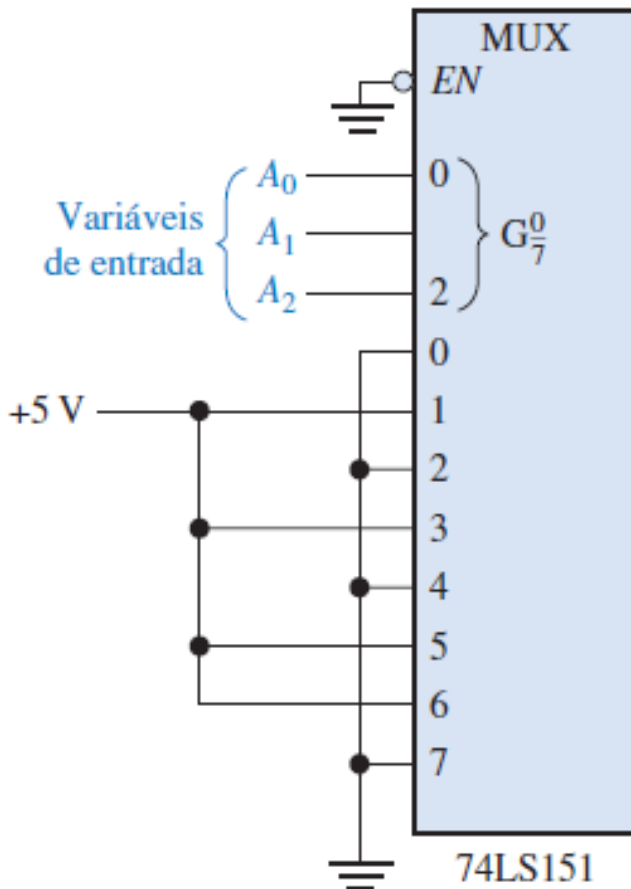 MUX
EN
A₀
0
Variáveis
de entrada
A₁
G 0/7
A₂
2
0
+5 V
1
2
3
4
5
6
7
74LS151